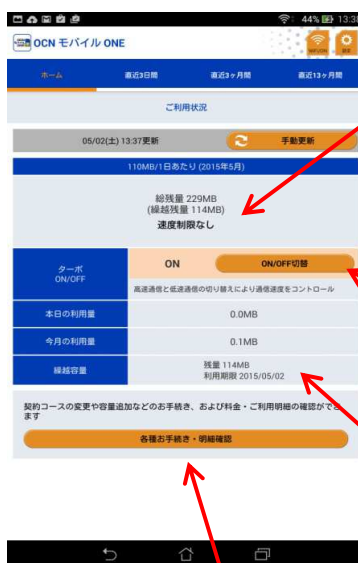 44% 13:38
OCN モバイル ONE
WiFi,OTA 設定
ホーム 直近3日間 直近3ヶ月間 直近13ヶ月間
ご利用状況
05/02(土) 13:37更新 手動更新
110MB/1日あたり (2015年5月)
総残量 229MB
(繰越残量 114MB)
速度制限なし
ターボ
ON/OFF
ON ON/OFF切替
高速通信と低速通信の切り替えにより通信速度をコントロール
本日の利用量 0.0MB
今月の利用量 0.1MB
繰越容量 残量 114MB
利用期限 2015/05/02
契約コースの変更や容量追加などのお手続き、および料金・ご利用明細の確認ができ
ます
各種お手続き・明細確認